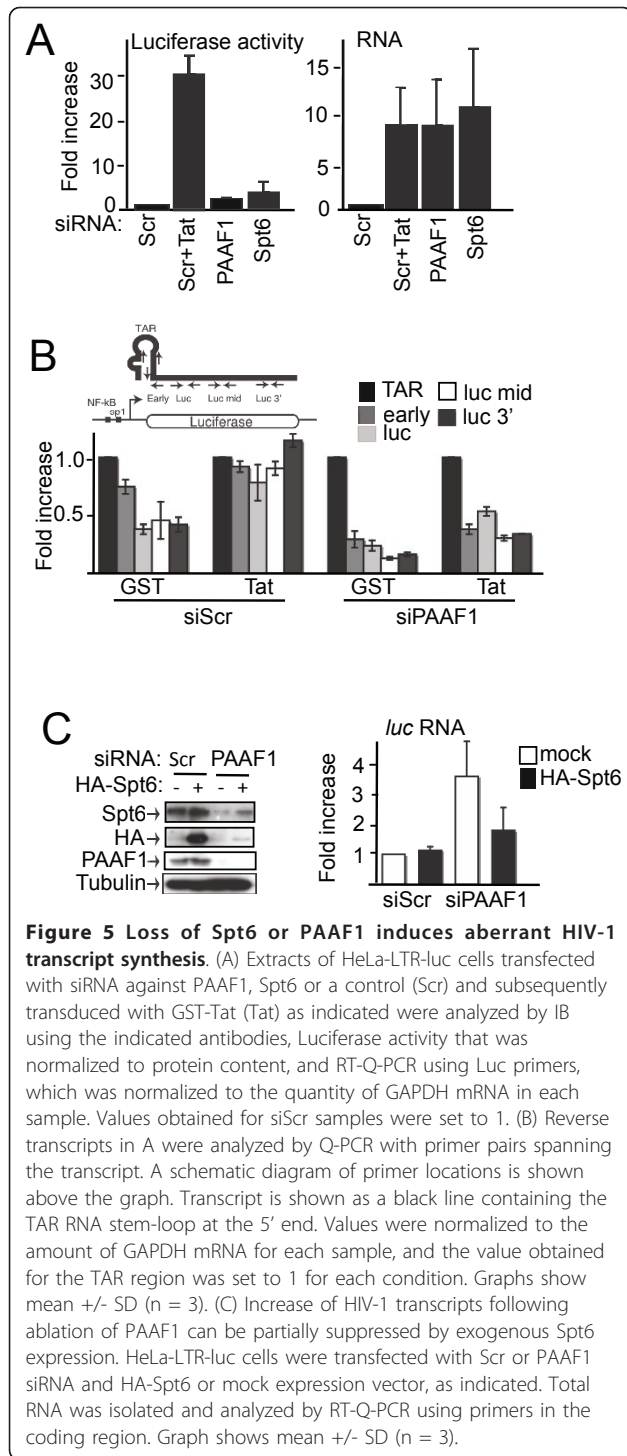 A
Luciferase activity
RNA
Fold increase
30
20
10
0
15
10
5
0
siRNA:
Scr
Scr+Tat
PAAF1
Spt6
Scr
Scr+Tat
PAAF1
Spt6
B
TAR
NF-kB
sp1
Early
Luc
Luc mid
Luc 3'
Luciferase
TAR
early
luc
luc mid
luc 3'
Fold increase
1.0
0.5
GST
Tat
GST
Tat
siScr
siPAAF1
C
siRNA: Scr PAAF1
HA-Spt6: - + - +
Spt6
HA
PAAF1
Tubulin
luc RNA
mock
HA-Spt6
Fold increase
4
3
2
1
siScr
siPAAF1
Figure 5 Loss of Spt6 or PAAF1 induces aberrant HIV-1
transcript synthesis. (A) Extracts of HeLa-LTR-luc cells transfected
with siRNA against PAAF1, Spt6 or a control (Scr) and subsequently
transduced with GST-Tat (Tat) as indicated were analyzed by IB
using the indicated antibodies, Luciferase activity that was
normalized to protein content, and RT-Q-PCR using Luc primers,
which was normalized to the quantity of GAPDH mRNA in each
sample. Values obtained for siScr samples were set to 1. (B) Reverse
transcripts in A were analyzed by Q-PCR with primer pairs spanning
the transcript. A schematic diagram of primer locations is shown
above the graph. Transcript is shown as a black line containing the
TAR RNA stem-loop at the 5' end. Values were normalized to the
amount of GAPDH mRNA for each sample, and the value obtained
for the TAR region was set to 1 for each condition. Graphs show
mean +/- SD (n = 3). (C) Increase of HIV-1 transcripts following
ablation of PAAF1 can be partially suppressed by exogenous Spt6
expression. HeLa-LTR-luc cells were transfected with Scr or PAAF1
siRNA and HA-Spt6 or mock expression vector, as indicated. Total
RNA was isolated and analyzed by RT-Q-PCR using primers in the
coding region. Graph shows mean +/- SD (n = 3).